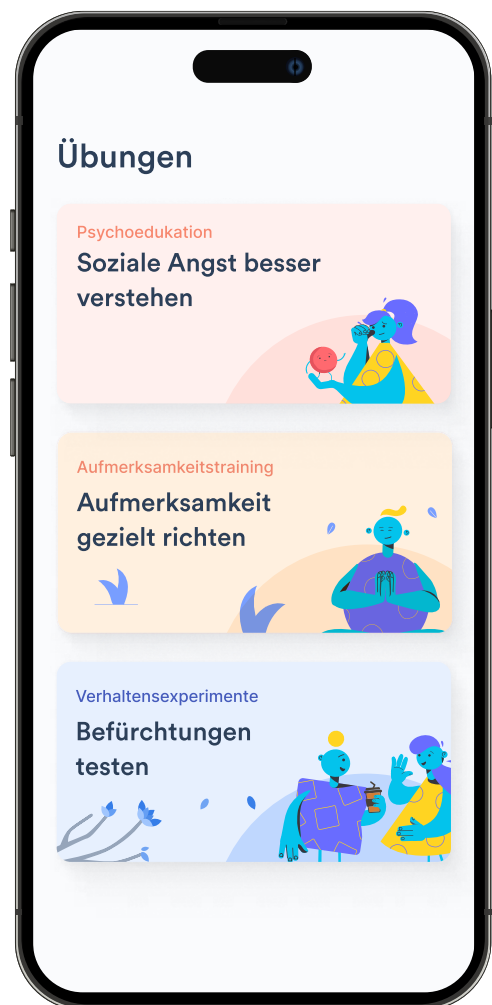 Übungen
Psychoedukation
Soziale Angst besser
verstehen
Aufmerksamkeitstraining
Aufmerksamkeit
gezielt richten
Verhaltensexperimente
Befürchtungen
testen